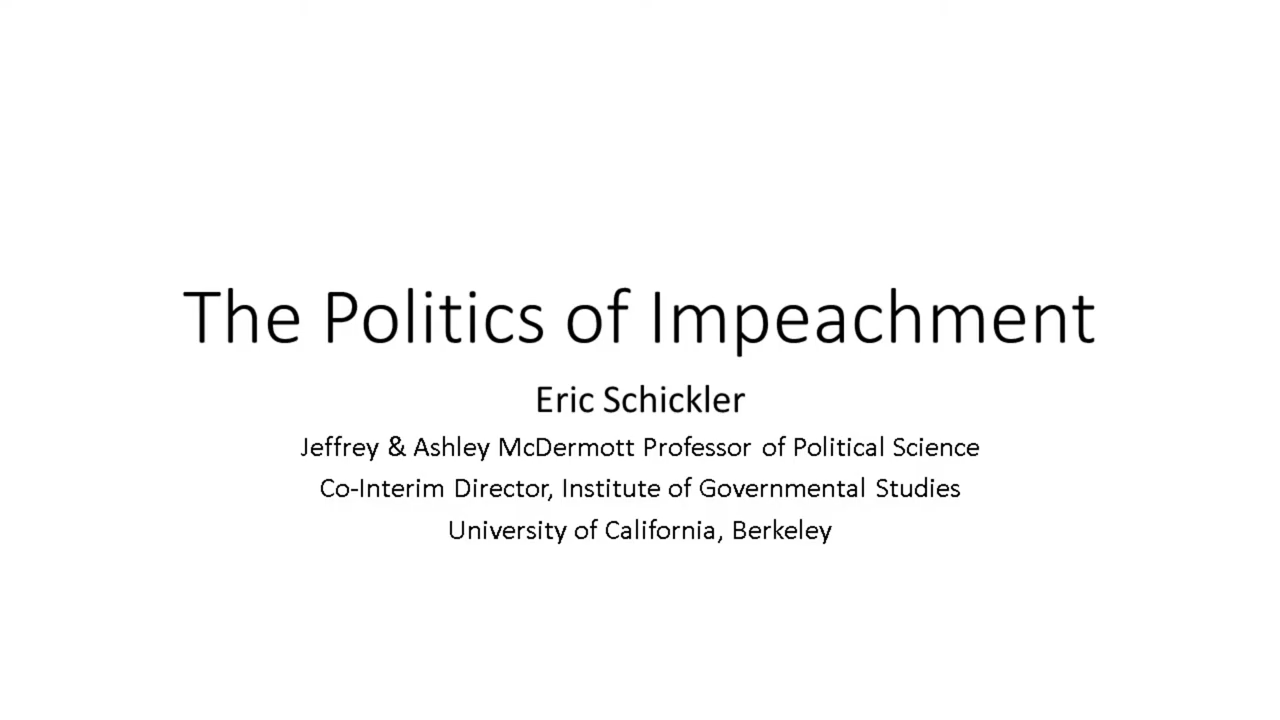 The Politics of Impeachment
Eric Schickler
Jeffrey & Ashley McDermott Professor of Political Science
Co-Interim Director, Institute of Governmental Studies
University of California, Berkeley